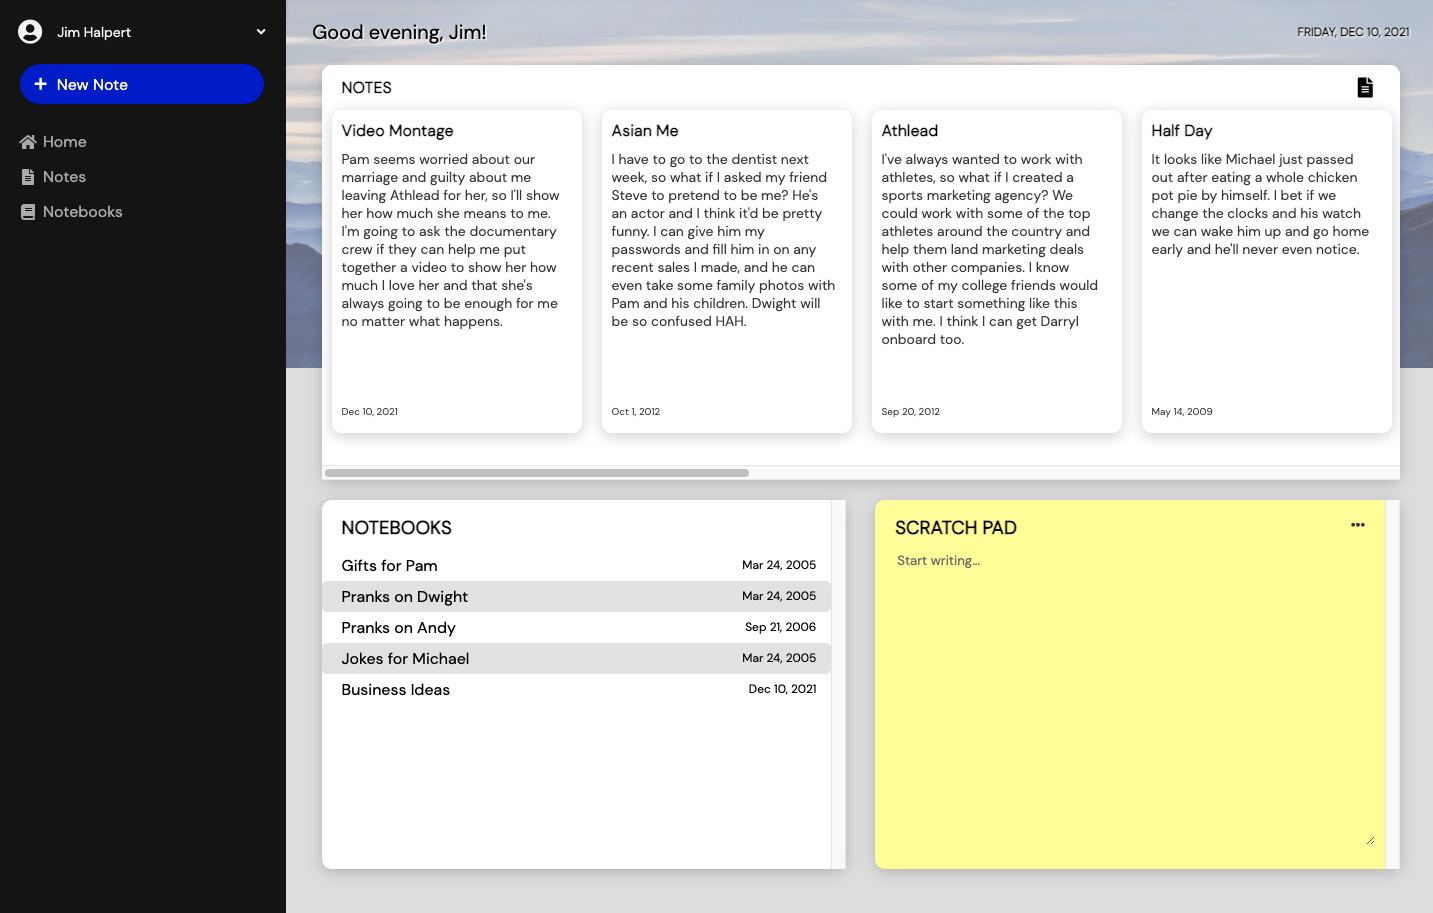 Jim Halpert
New Note
Home
Notes
Notebooks
Good evening, Jim!
FRIDAY, DEC 10, 2021
NOTES
Video Montage
Pam seems worried about our
marriage and guilty about me
leaving Athlead for her, so I'll show
her how much she means to me.
I'm going to ask the documentary
crew if they can help me put
together a video to show her how
much I love her and that she's
always going to be enough for me
no matter what happens.
Dec 10, 2021
Asian Me
I have to go to the dentist next
week, so what if I asked my friend
Steve to pretend to be me? He's
an actor and I think it'd be pretty
funny. I can give him my
passwords and fill him in on any
recent sales I made, and he can
even take some family photos with
Pam and his children. Dwight will
be so confused HAH.
Oct 1, 2012
Athlead
I've always wanted to work with
athletes, so what if I created a
sports marketing agency? We
could work with some of the top
athletes around the country and
help them land marketing deals
with other companies. I know
some of my college friends would
like to start something like this
with me. I think I can get Darryl
onboard too.
Sep 20, 2012
Half Day
It looks like Michael just passed
out after eating a whole chicken
pot pie by himself. I bet if we
change the clocks and his watch
we can wake him up and go home
early and he'll never even notice.
May 14, 2009
NOTEBOOKS
Gifts for Pam Mar 24, 2005
Pranks on Dwight Mar 24, 2005
Pranks on Andy Sep 21, 2006
Jokes for Michael Mar 24, 2005
Business Ideas Dec 10, 2021
SCRATCH PAD
Start writing...